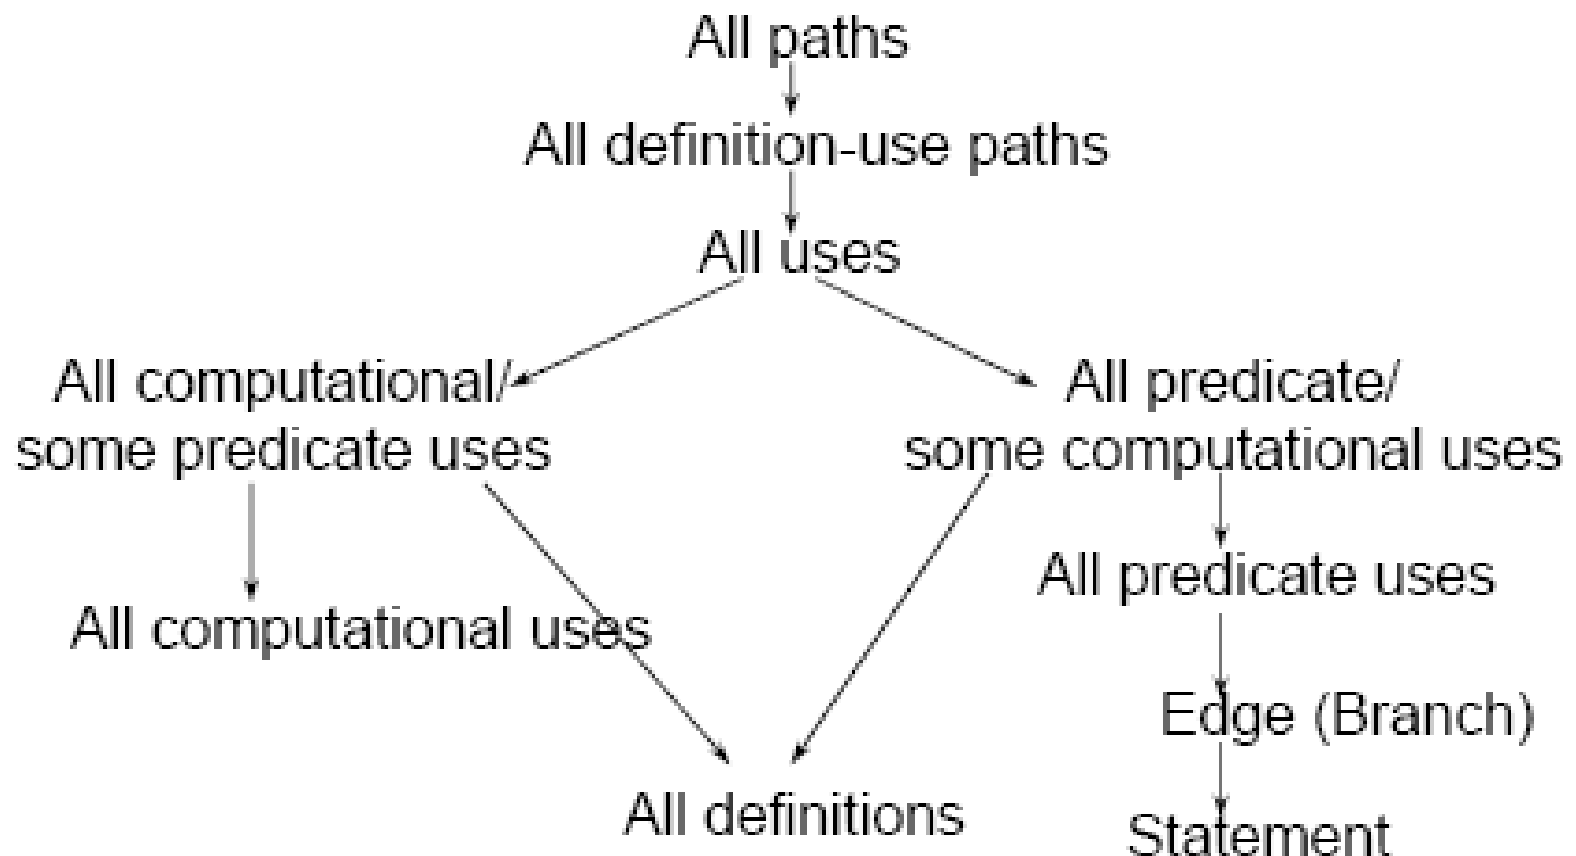 All paths
All definition-use paths
All uses
All computational/
some predicate uses
All predicate/
some computational uses
All predicate uses
All computational uses
Edge (Branch)
All definitions
Statement